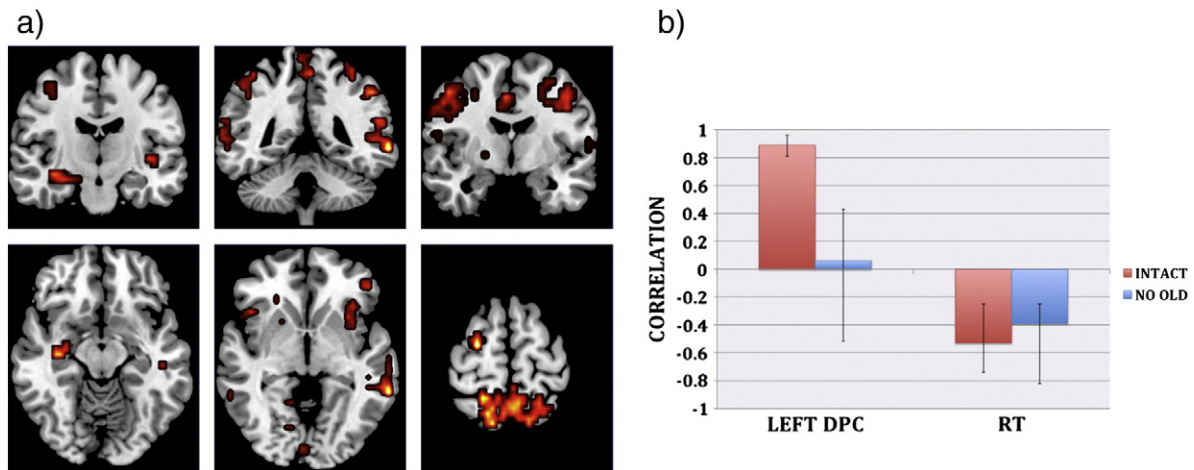 a)
b)
CORRELATION
1
0.8
0.6
0.4
0.2
0
-0.2
-0.4
-0.6
-0.8
-1
LEFT DPC RT
INTACT
NO OLD